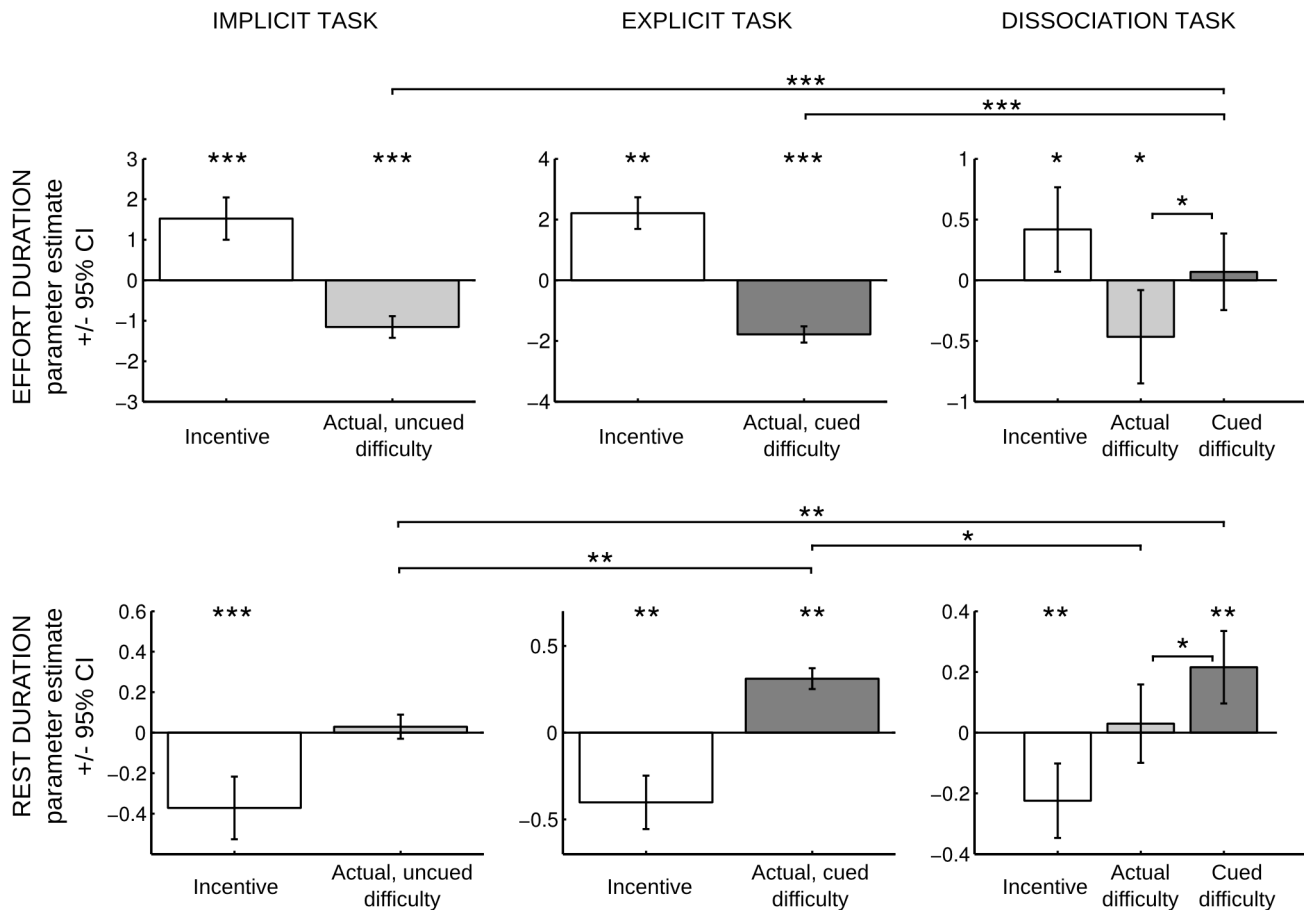 IMPLICIT TASK
EXPLICIT TASK
DISSOCIATION TASK
***
***
EFFORT DURATION
parameter estimate
+/- 95% CI
3
2
1
0
−1
−2
−3
***
***
Incentive
Actual, uncued
difficulty
4
2
0
−2
−4
**
***
Incentive
Actual, cued
difficulty
1
0.5
0
−0.5
−1
*
*
*
Incentive
Actual
difficulty
Cued
difficulty
**
*
**
REST DURATION
parameter estimate
+/- 95% CI
0.6
0.4
0.2
0
−0.2
−0.4
***
Incentive
Actual, uncued
difficulty
0.5
0
−0.5
**
**
Incentive
Actual, cued
difficulty
0.4
0.2
0
−0.2
−0.4
**
*
**
Incentive
Actual
difficulty
Cued
difficulty